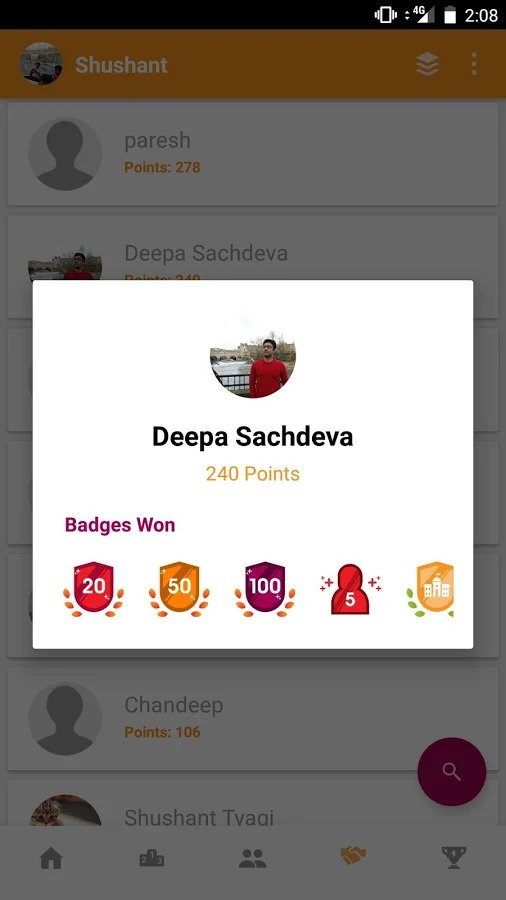 4G 2:08
Shushant
paresh
Points: 278
Deepa Sachdeva
Points: 240
Deepa Sachdeva
240 Points
Badges Won
20 50 100 5
Chandeep
Points: 106
Shushant Tyagi
1 2 3 1